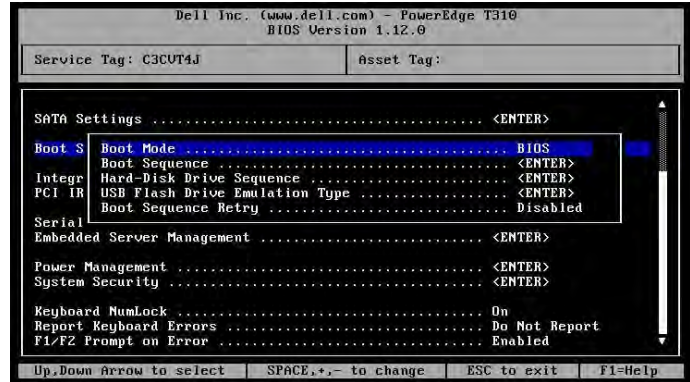 Dell Inc. (www.dell.com) - PowerEdge T310
BIOS Version 1.12.0
Service Tag: C3CVT4J Asset Tag:
SATA Settings ........................................ <ENTER>
Boot S
Boot Mode ........................................ BIOS
Boot Sequence ........................................ <ENTER>
Integr
Hard-Disk Drive Sequence ............................ <ENTER>
PCI IR
USB Flash Drive Emulation Type ..................... <ENTER>
Boot Sequence Retry ................................ Disabled
Serial
Embedded Server Management ........................... <ENTER>
Power Management ..................................... <ENTER>
System Security ...................................... <ENTER>
Keyboard NumLock ..................................... On
Report Keyboard Errors ............................... Do Not Report
F1/F2 Prompt on Error ................................ Enabled
Up,Down Arrow to select SPACE,+,- to change ESC to exit F1=Help